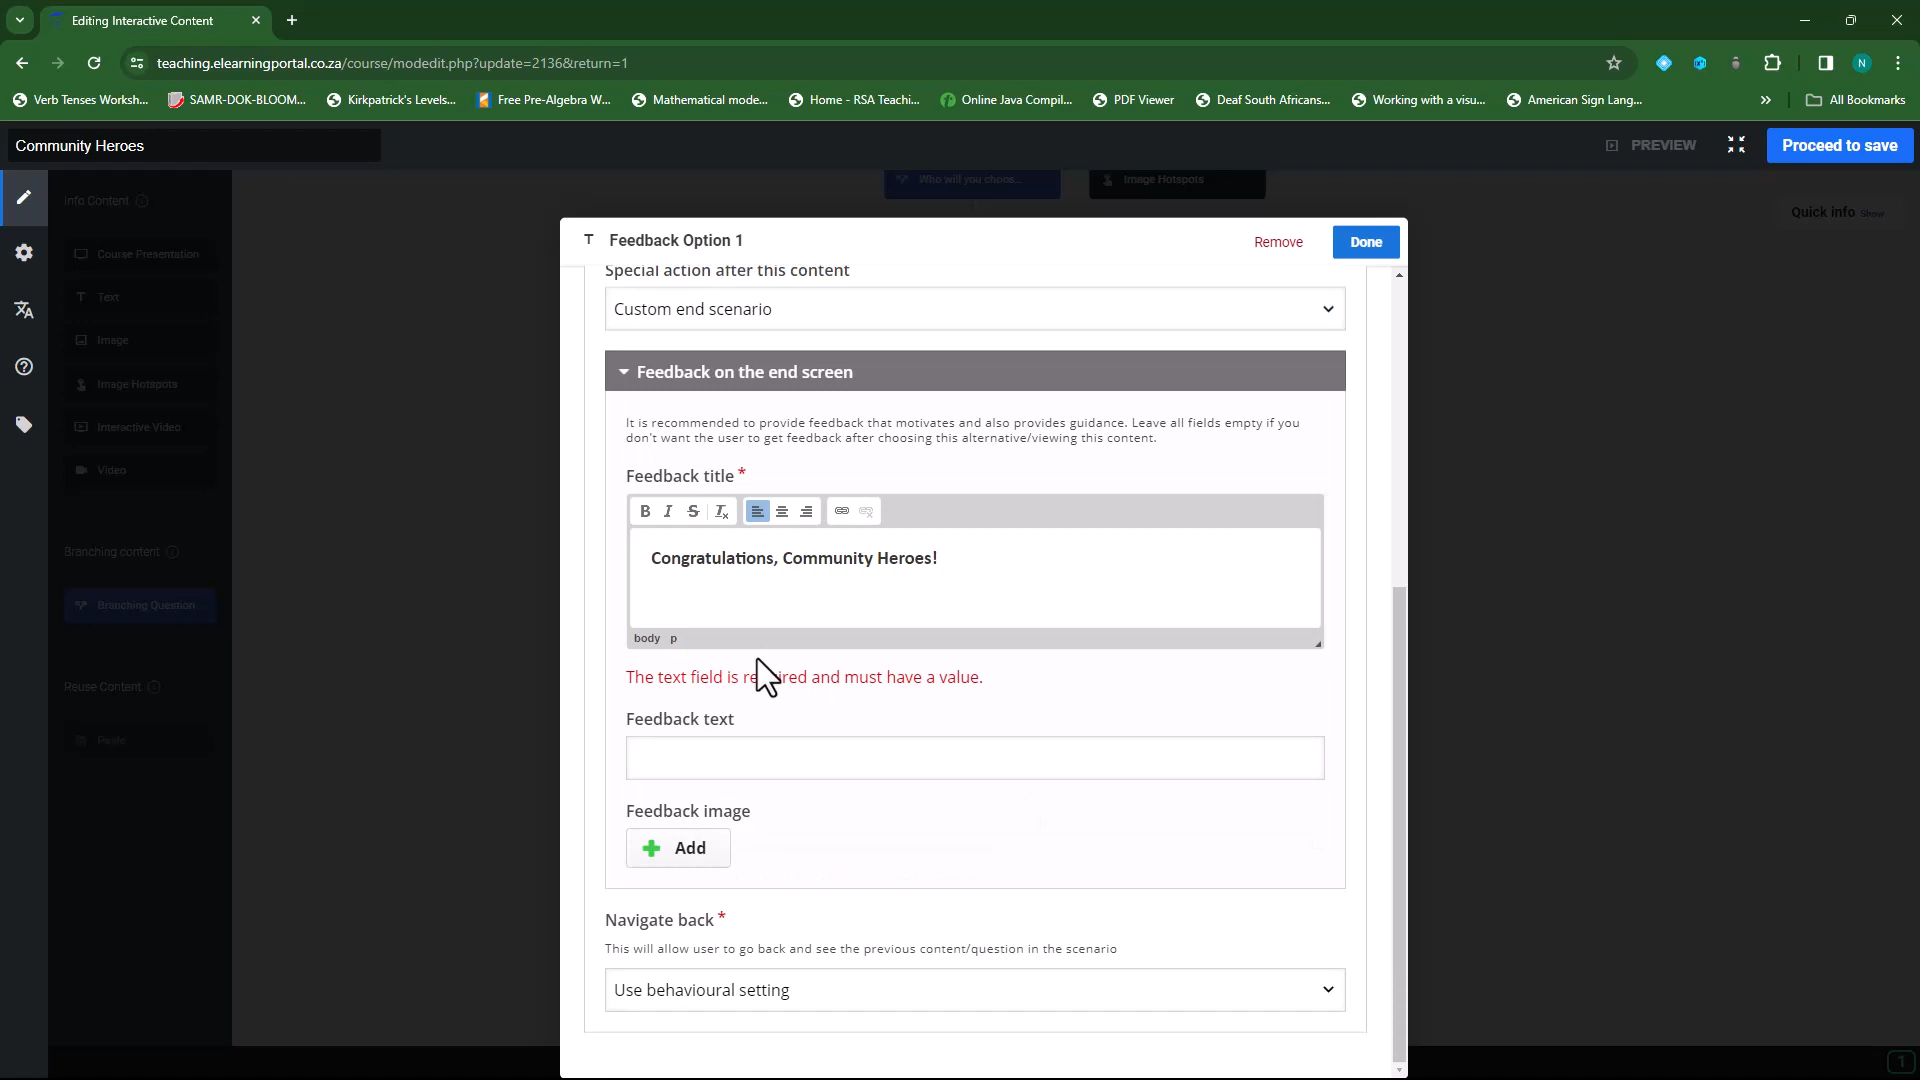 Editing Interactive Content
teaching.elearningportal.co.za/course/modedit.php?update=2136&return=1
N
Verb Tenses Worksh...
SAMR-DOK-BLOOM...
Kirkpatrick's Levels...
Free Pre-Algebra W...
Mathematical mode...
Home - RSA Teachi...
Online Java Compil...
PDF Viewer
Deaf South Africans...
Working with a visu...
American Sign Lang...
All Bookmarks
Community Heroes
PREVIEW
Proceed to save
Info Content
Course Presentation
Text
Image
Image Hotspots
Interactive Video
Video
Branching content
Branching Question
Reuse Content
Paste
Who will you choos...
Image Hotspots
Quick info Show
T Feedback Option 1
Remove
Done
Special action after this content
Custom end scenario
Feedback on the end screen
It is recommended to provide feedback that motivates and also provides guidance. Leave all fields empty if you
don't want the user to get feedback after choosing this alternative/viewing this content.
Feedback title *
B I S Tx
Congratulations, Community Heroes!
body p
The text field is required and must have a value.
Feedback text
Feedback image
Add
Navigate back *
This will allow user to go back and see the previous content/question in the scenario
Use behavioural setting
1